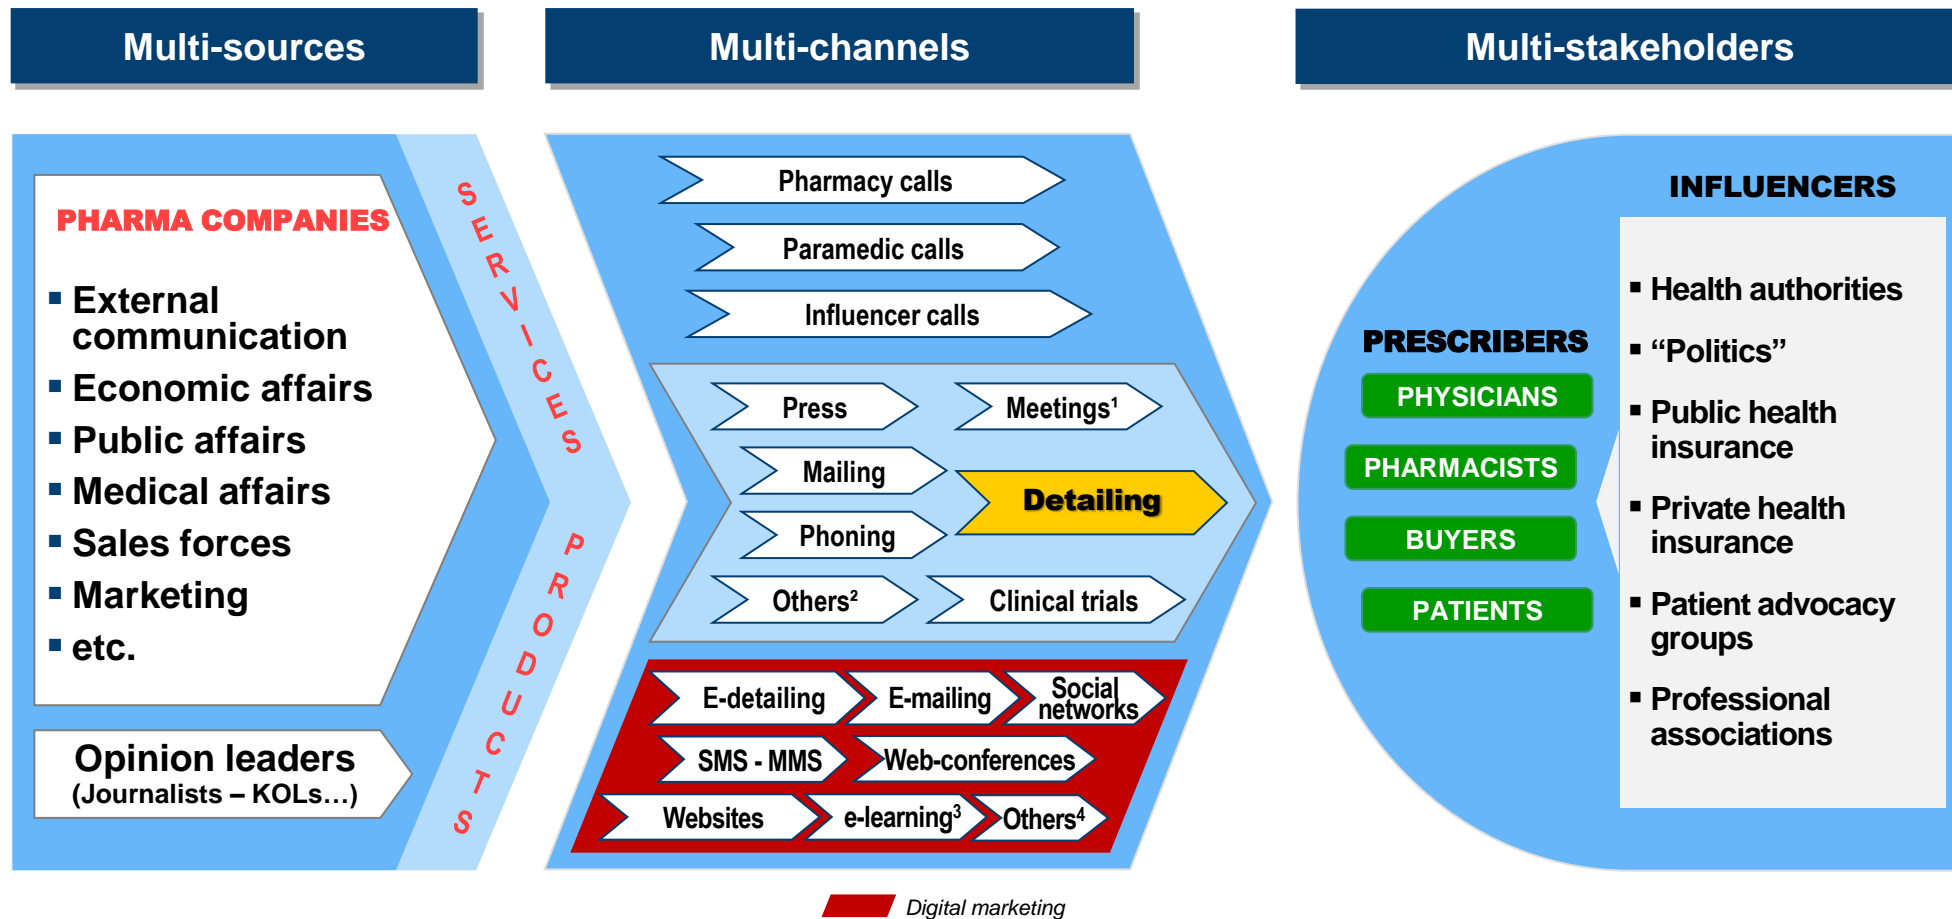 Multi-sources
Multi-channels
Multi-stakeholders
PHARMA COMPANIES
▪ External
communication
▪ Economic affairs
▪ Public affairs
▪ Medical affairs
▪ Sales forces
▪ Marketing
▪ etc.
Opinion leaders
(Journalists – KOLs…)
SERVICES
PRODUCTS
Pharmacy calls
Paramedic calls
Influencer calls
Press
Meetings¹
Mailing
Detailing
Phoning
Others²
Clinical trials
E-detailing
E-mailing
Social
networks
SMS - MMS
Web-conferences
Websites
e-learning³
Others⁴
Digital marketing
PRESCRIBERS
PHYSICIANS
PHARMACISTS
BUYERS
PATIENTS
INFLUENCERS
▪ Health authorities
▪ “Politics”
▪ Public health
insurance
▪ Private health
insurance
▪ Patient advocacy
groups
▪ Professional
associations